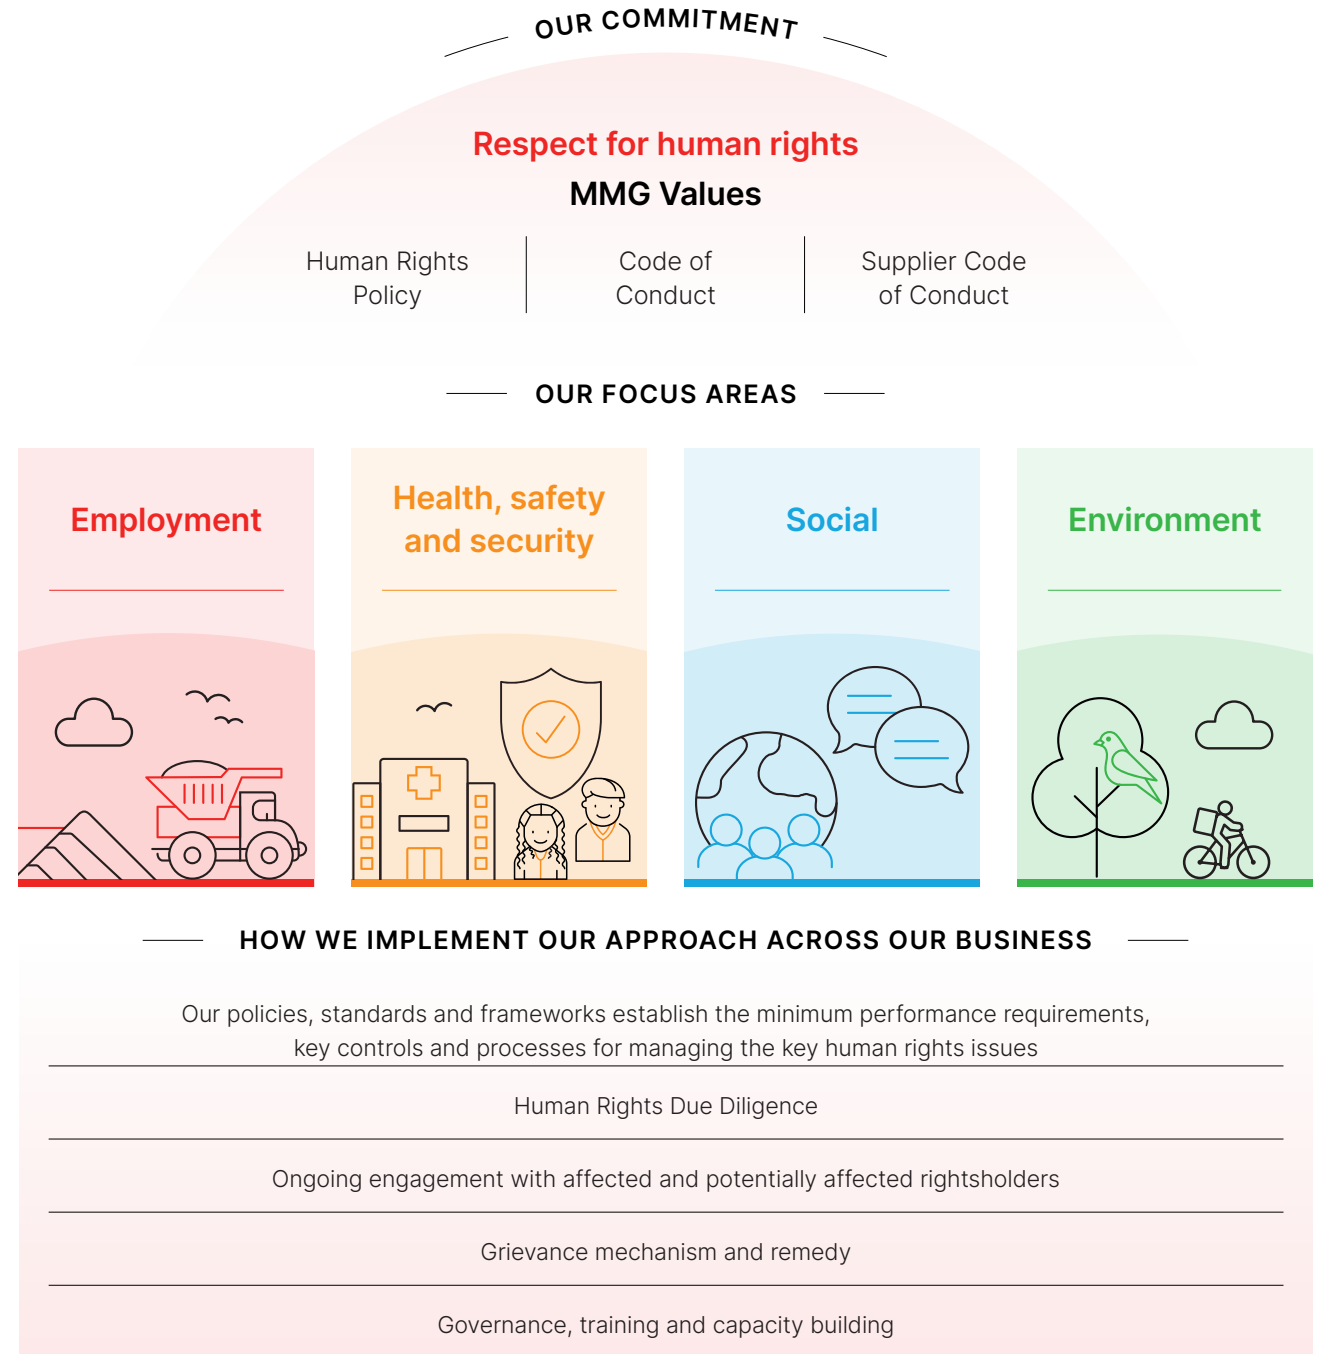 OUR COMMITMENT
Respect for human rights
MMG Values
Human Rights
Policy
Code of
Conduct
Supplier Code
of Conduct
OUR FOCUS AREAS
Employment
Health, safety
and security
Social
Environment
HOW WE IMPLEMENT OUR APPROACH ACROSS OUR BUSINESS
Our policies, standards and frameworks establish the minimum performance requirements,
key controls and processes for managing the key human rights issues
Human Rights Due Diligence
Ongoing engagement with affected and potentially affected rightsholders
Grievance mechanism and remedy
Governance, training and capacity building